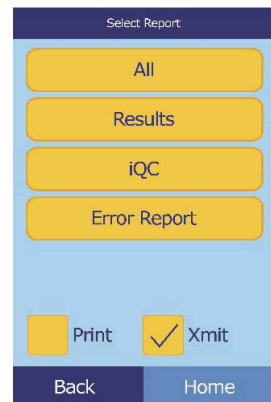 Select Report
All
Results
iQC
Error Report
Print Xmit
Back Home